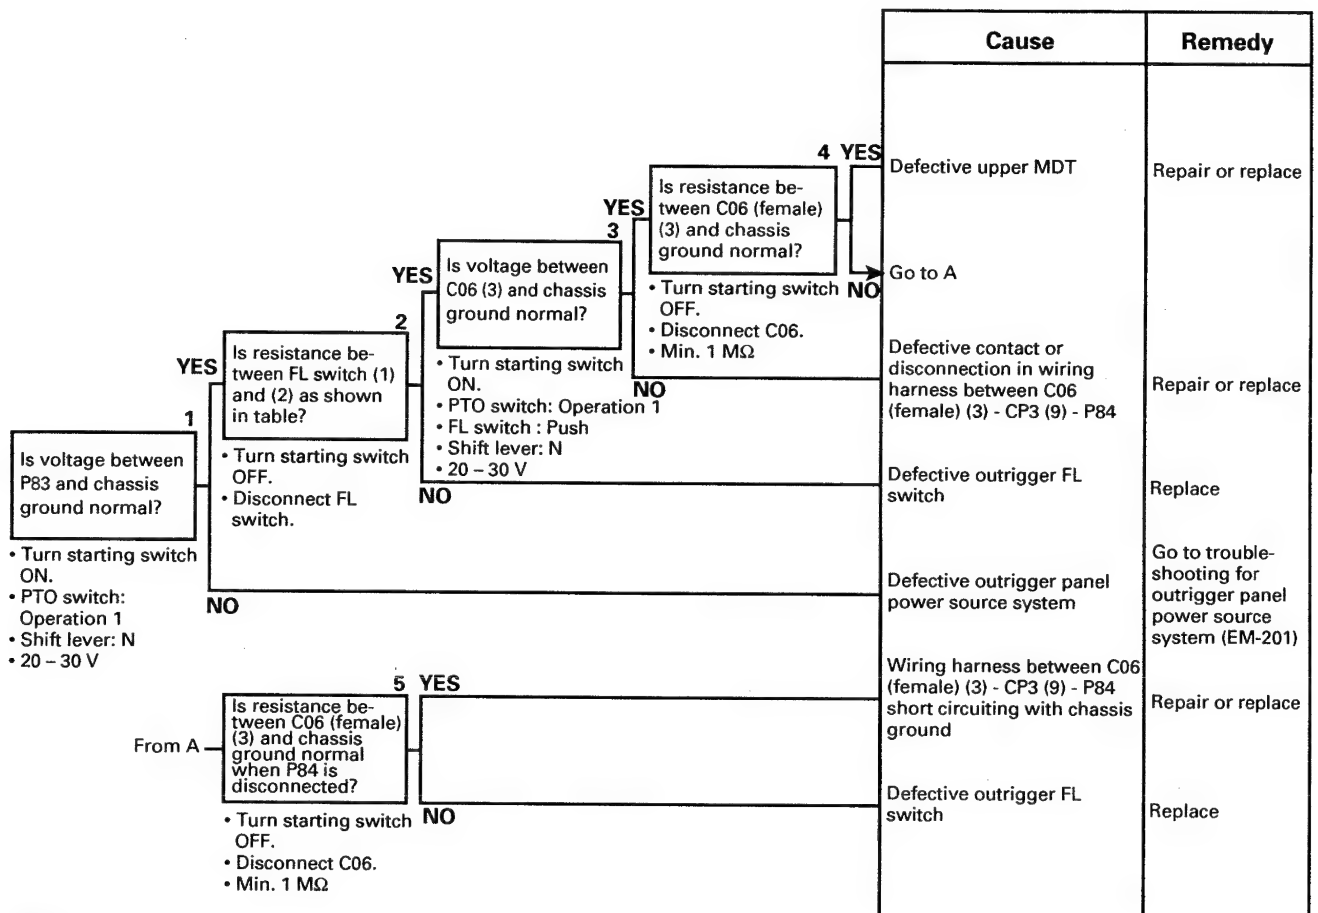 Cause
Remedy
4 YES
Defective upper MDT
Repair or replace
Is resistance be-
tween C06 (female)
(3) and chassis
ground normal?
YES
3
Go to A
NO
• Turn starting switch
OFF.
• Disconnect C06.
• Min. 1 MΩ
Is voltage between
C06 (3) and chassis
ground normal?
YES
2
• Turn starting switch
ON.
• PTO switch: Operation 1
• FL switch : Push
• Shift lever: N
• 20 – 30 V
NO
Defective contact or
disconnection in wiring
harness between C06
(female) (3) - CP3 (9) - P84
Repair or replace
Is resistance be-
tween FL switch (1)
and (2) as shown
in table?
YES
1
• Turn starting switch
OFF.
• Disconnect FL
switch.
NO
Defective outrigger FL
switch
Replace
Is voltage between
P83 and chassis
ground normal?
• Turn starting switch
ON.
• PTO switch:
Operation 1
• Shift lever: N
• 20 – 30 V
NO
Defective outrigger panel
power source system
Go to trouble-
shooting for
outrigger panel
power source
system (EM-201)
5 YES
From A
Is resistance be-
tween C06 (female)
(3) and chassis
ground normal
when P84 is
disconnected?
Wiring harness between C06
(female) (3) - CP3 (9) - P84
short circuiting with chassis
ground
Repair or replace
NO
• Turn starting switch
OFF.
• Disconnect C06.
• Min. 1 MΩ
Defective outrigger FL
switch
Replace